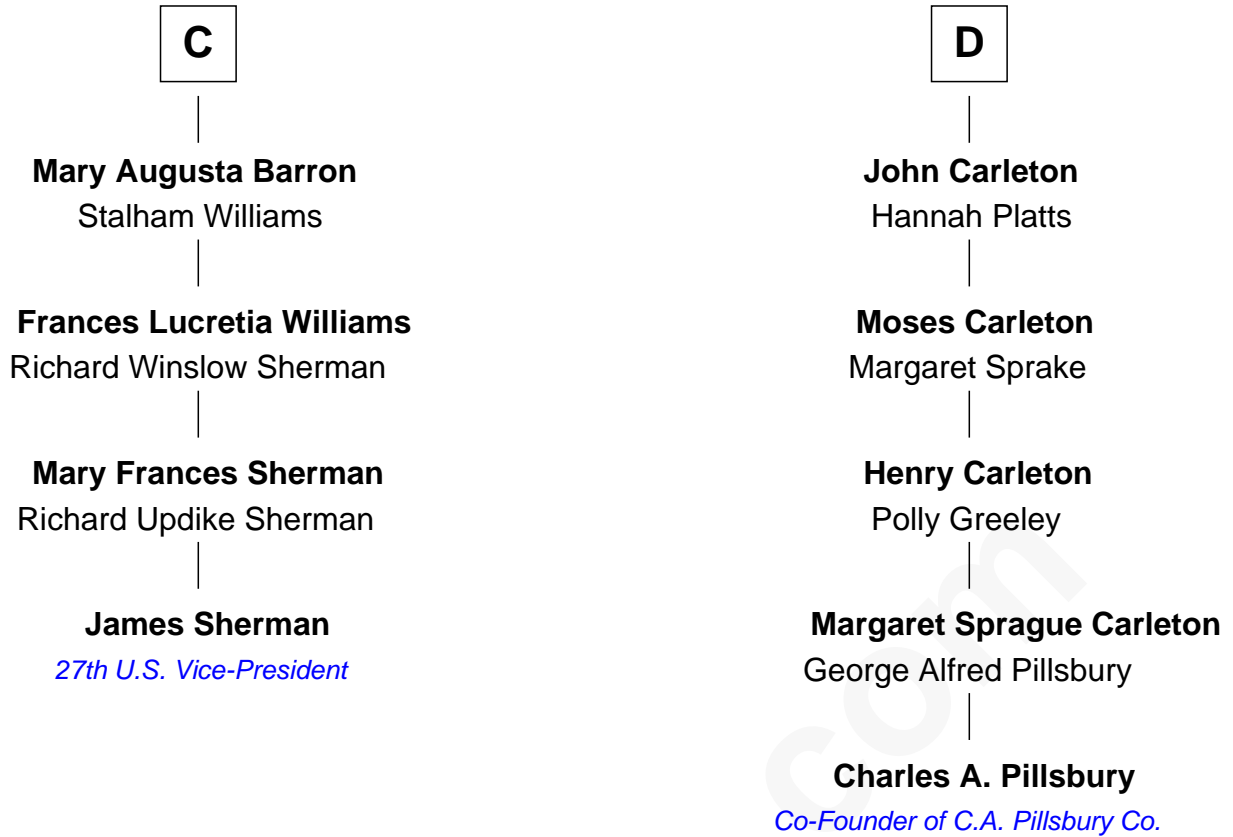 C
Mary Augusta Barron
Stalham Williams
Frances Lucretia Williams
Richard Winslow Sherman
Mary Frances Sherman
Richard Updike Sherman
James Sherman
27th U.S. Vice-President
D
John Carleton
Hannah Platts
Moses Carleton
Margaret Sprake
Henry Carleton
Polly Greeley
Margaret Sprague Carleton
George Alfred Pillsbury
Charles A. Pillsbury
Co-Founder of C.A. Pillsbury Co.
com